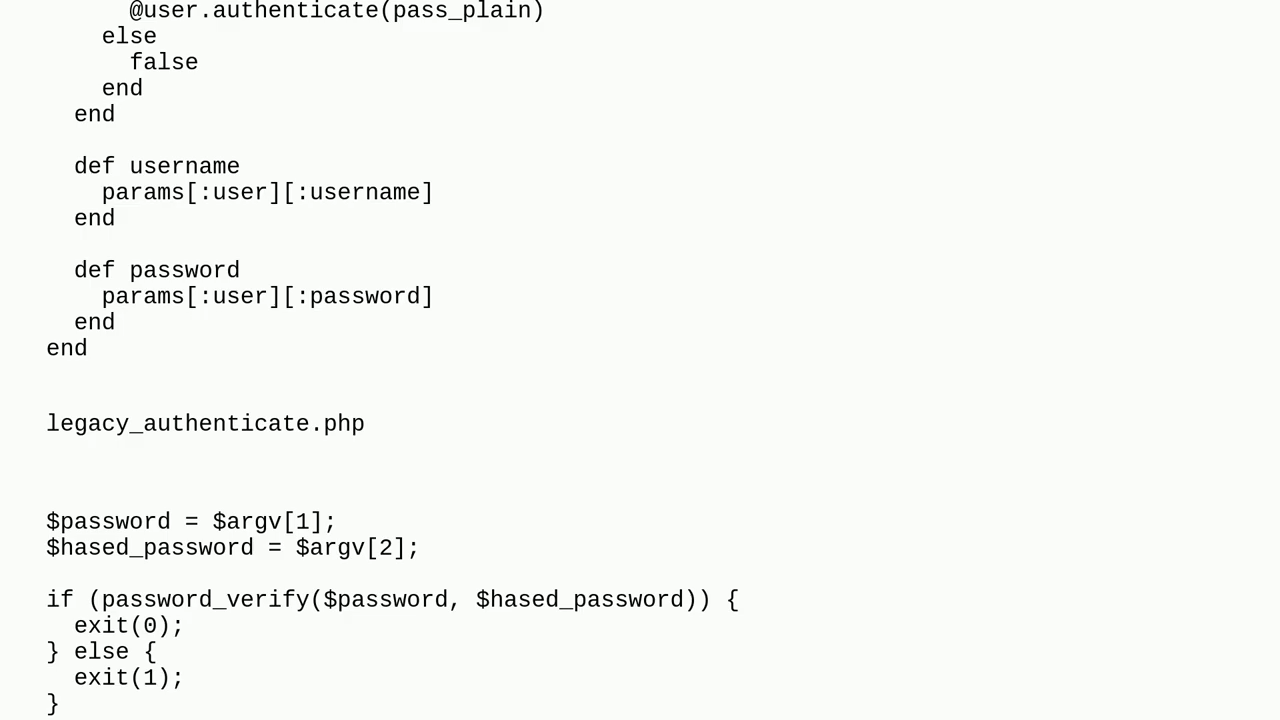 @user.authenticate(pass_plain)
    else
      false
    end
  end

  def username
    params[:user][:username]
  end

  def password
    params[:user][:password]
  end
end

legacy_authenticate.php

$password = $argv[1];
$hased_password = $argv[2];

if (password_verify($password, $hased_password)) {
  exit(0);
} else {
  exit(1);
}